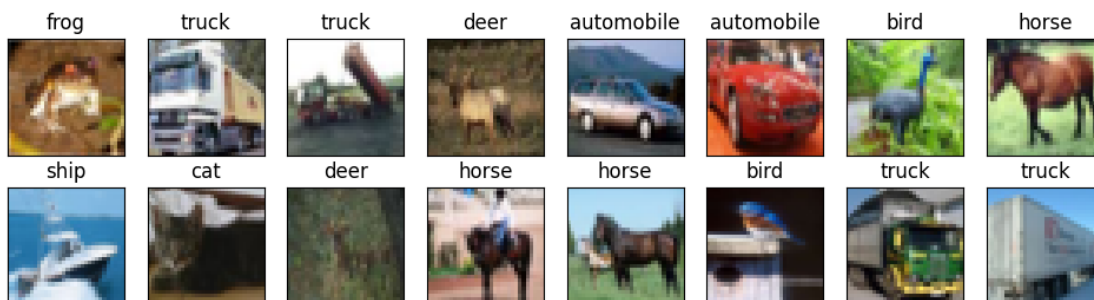 frog truck truck deer automobile automobile bird horse
ship cat deer horse horse bird truck truck